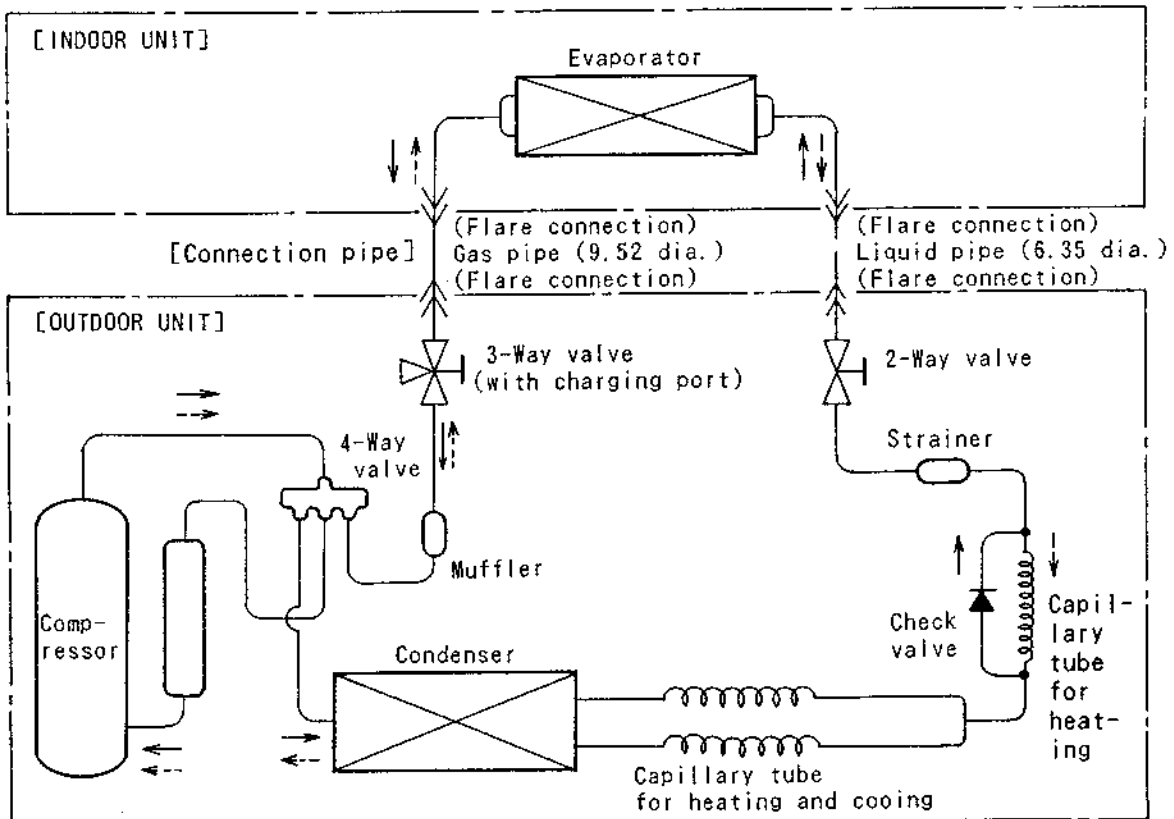 [INDOOR UNIT]
Evaporator
(Flare connection)
[Connection pipe]
Gas pipe (9.52 dia.)
(Flare connection)
(Flare connection)
Liquid pipe (6.35 dia.)
(Flare connection)
[OUTDOOR UNIT]
3-Way valve
(with charging port)
2-Way valve
4-Way
valve
Strainer
Muffler
Comp-
ressor
Check
valve
Capil-
lary
tube
for
heat-
ing
Condenser
Capillary tube
for heating and cooing